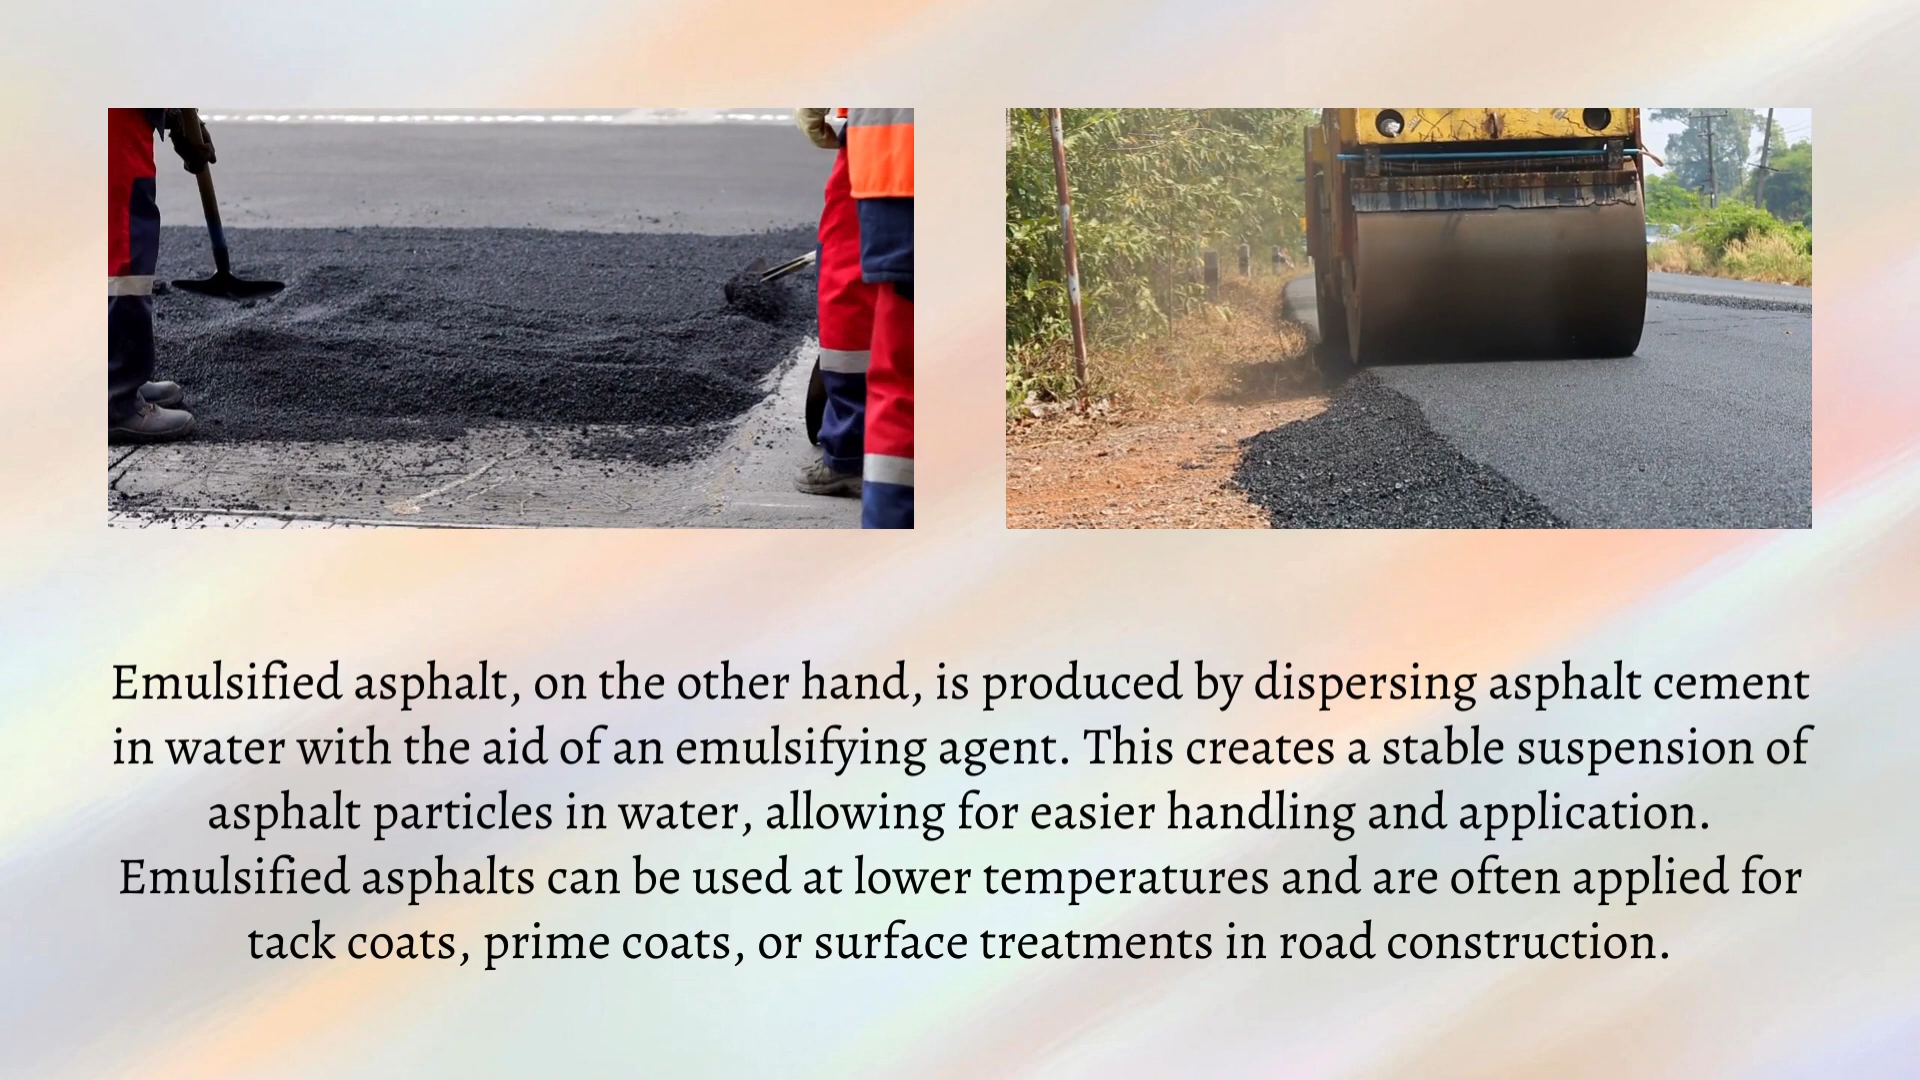 Emulsified asphalt, on the other hand, is produced by dispersing asphalt cement
in water with the aid of an emulsifying agent. This creates a stable suspension of
asphalt particles in water, allowing for easier handling and application.
Emulsified asphalts can be used at lower temperatures and are often applied for
tack coats, prime coats, or surface treatments in road construction.